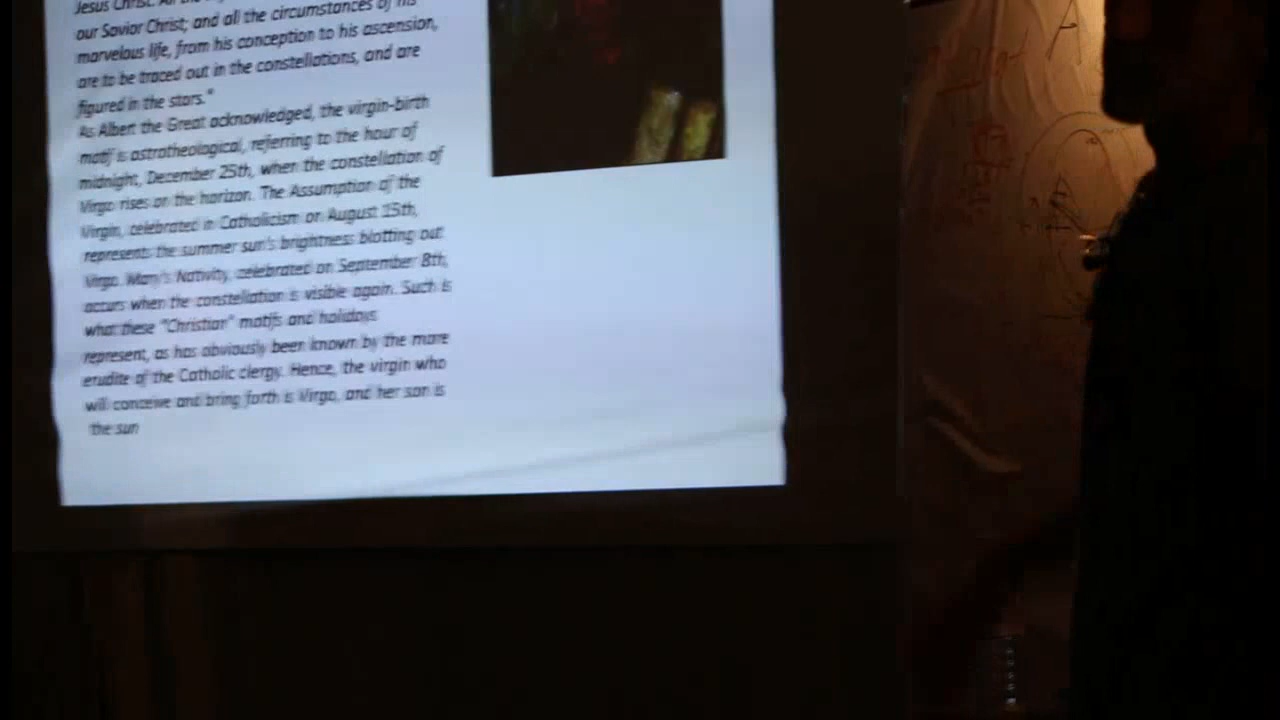 Jesus Christ.
our Savior Christ; and all the circumstances of his
marvelous life, from his conception to his ascension,
are to be traced out in the constellations, and are
figured in the stars."
As Albert the Great acknowledged, the virgin-birth
motif is astrotheological, referring to the hour of
midnight, December 25th, when the constellation of
Virgo rises on the horizon. The Assumption of the
Virgin, celebrated in Catholicism on August 15th,
represents the summer sun's brightness blotting out
Virgo. Mary's Nativity, celebrated on September 8th,
occurs when the constellation is visible again. Such is
what these "Christian" motifs and holidays
represent, as has obviously been known by the more
erudite of the Catholic clergy. Hence, the virgin who
will conceive and bring forth is Virgo, and her son is
the sun